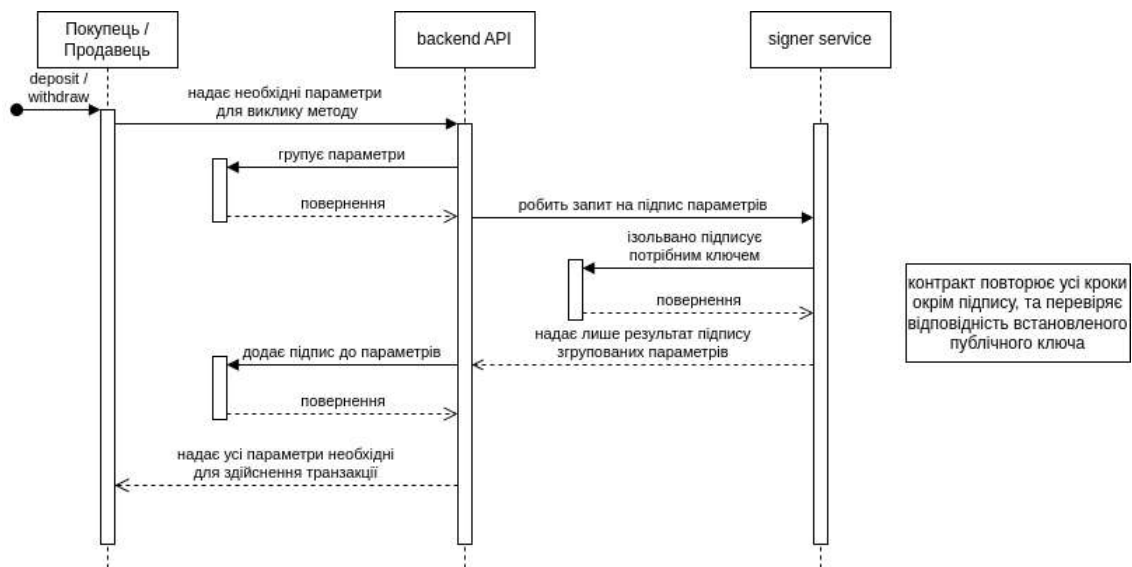 Покупець /
Продавець
backend API
signer service
deposit /
withdraw
надає необхідні параметри
для виклику методу
групує параметри
повернення
робить запит на підпис параметрів
ізольвано підписує
потрібним ключем
повернення
контракт повторює усі кроки
окрім підпису, та перевіряє
відповідність встановленого
публічного ключа
надає лише результат підпису
згрупованих параметрів
додає підпис до параметрів
повернення
надає усі параметри необхідні
для здійснення транзакції